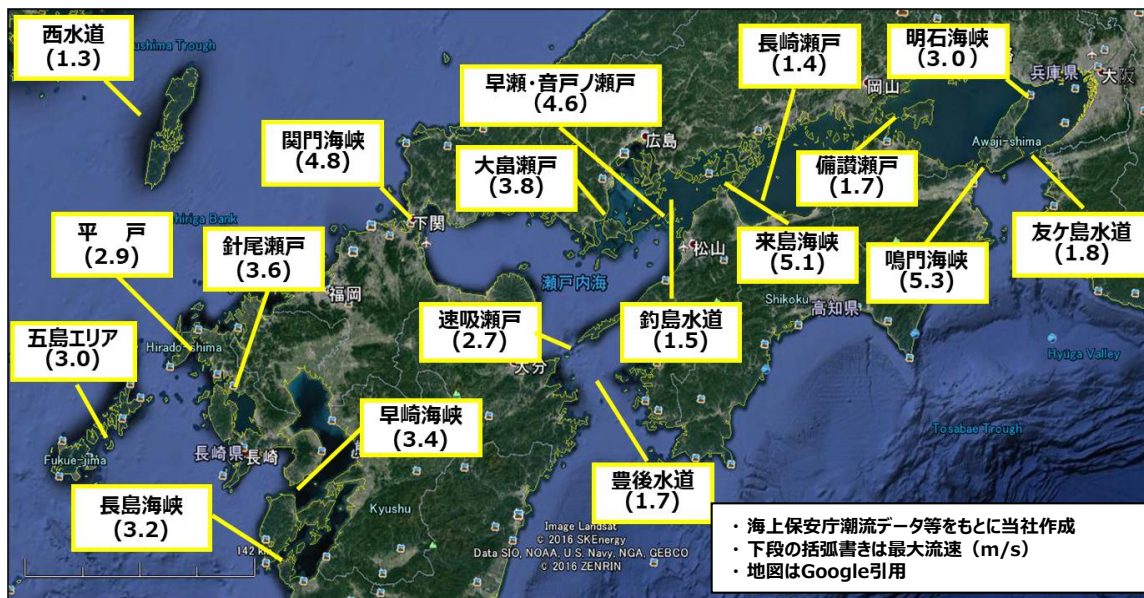 西水道
(1.3)
長崎瀬戸
(1.4)
明石海峡
(3.0)
兵庫県
大阪
早瀬・音戸ノ瀬戸
(4.6)
岡山
関門海峡
(4.8)
広島
大畠瀬戸
(3.8)
Awaji-shima
備讃瀬戸
(1.7)
平　戸
(2.9)
針尾瀬戸
(3.6)
下関
松山
来島海峡
(5.1)
鳴門海峡
(5.3)
友ケ島水道
(1.8)
瀬戸内海
福岡
Shikoku
高知県
五島エリア
(3.0)
速吸瀬戸
(2.7)
釣島水道
(1.5)
大分
Hyūga Valley
早崎海峡
(3.4)
長崎県
長崎
Fukue-jima
Tosabae Trough
長島海峡
(3.2)
Kyushu
豊後水道
(1.7)
Image Landsat
© 2016 SKEnergy
Data SIO, NOAA, U.S. Navy, NGA, GEBCO
© 2016 ZENRIN
・ 海上保安庁潮流データ等をもとに当社作成
・ 下段の括弧書きは最大流速（m/s）
・ 地図はGoogle引用